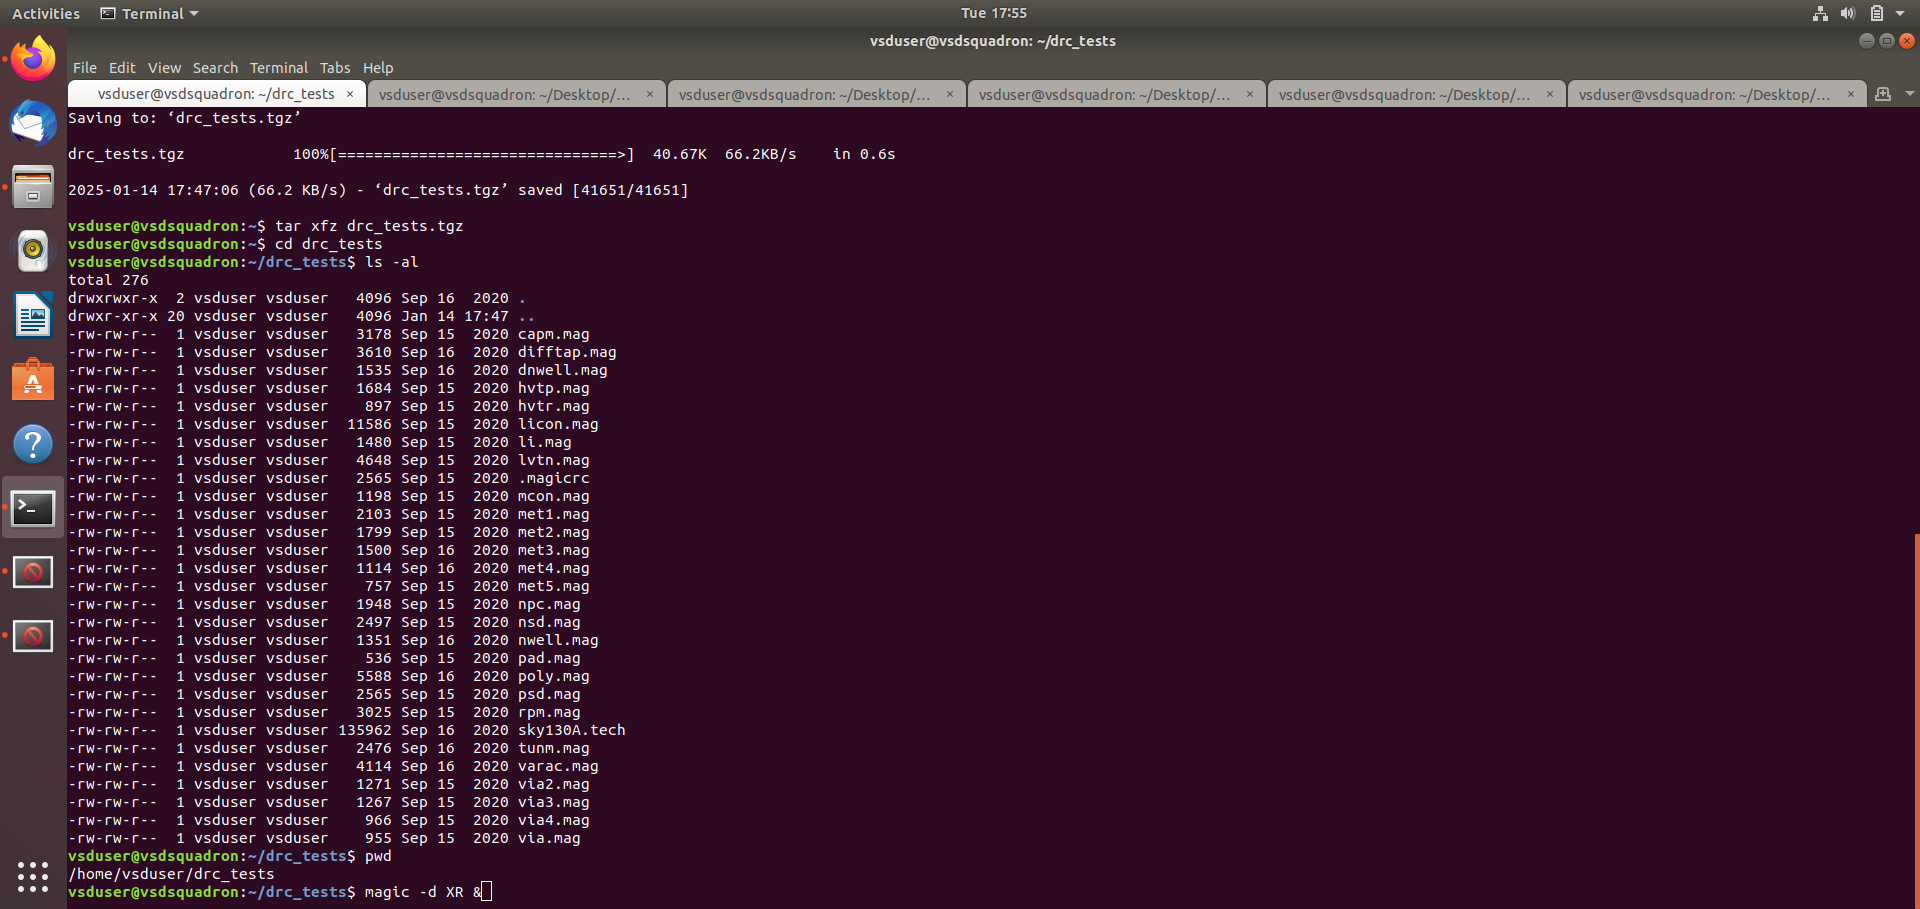 Activities Terminal Tue 17:55
vsduser@vsdsquadron: ~/drc_tests
File Edit View Search Terminal Tabs Help
vsduser@vsdsquadron: ~/drc_tests × vsduser@vsdsquadron: ~/Desktop/... × vsduser@vsdsquadron: ~/Desktop/... × vsduser@vsdsquadron: ~/Desktop/... × vsduser@vsdsquadron: ~/Desktop/... × vsduser@vsdsquadron: ~/Desktop/... ×
Saving to: ‘drc_tests.tgz’
drc_tests.tgz 100%[===============================>] 40.67K 66.2KB/s in 0.6s
2025-01-14 17:47:06 (66.2 KB/s) - ‘drc_tests.tgz’ saved [41651/41651]
vsduser@vsdsquadron:~$ tar xfz drc_tests.tgz
vsduser@vsdsquadron:~$ cd drc_tests
vsduser@vsdsquadron:~/drc_tests$ ls -al
total 276
drwxrwxr-x 2 vsduser vsduser 4096 Sep 16 2020 .
drwxr-xr-x 20 vsduser vsduser 4096 Jan 14 17:47 ..
-rw-rw-r-- 1 vsduser vsduser 3178 Sep 15 2020 capm.mag
-rw-rw-r-- 1 vsduser vsduser 3610 Sep 16 2020 difftap.mag
-rw-rw-r-- 1 vsduser vsduser 1535 Sep 16 2020 dnwell.mag
-rw-rw-r-- 1 vsduser vsduser 1684 Sep 15 2020 hvtp.mag
-rw-rw-r-- 1 vsduser vsduser 897 Sep 15 2020 hvtr.mag
-rw-rw-r-- 1 vsduser vsduser 11586 Sep 15 2020 licon.mag
-rw-rw-r-- 1 vsduser vsduser 1480 Sep 15 2020 li.mag
-rw-rw-r-- 1 vsduser vsduser 4648 Sep 15 2020 lvtn.mag
-rw-rw-r-- 1 vsduser vsduser 2565 Sep 15 2020 .magicrc
-rw-rw-r-- 1 vsduser vsduser 1198 Sep 15 2020 mcon.mag
-rw-rw-r-- 1 vsduser vsduser 2103 Sep 15 2020 met1.mag
-rw-rw-r-- 1 vsduser vsduser 1799 Sep 15 2020 met2.mag
-rw-rw-r-- 1 vsduser vsduser 1500 Sep 16 2020 met3.mag
-rw-rw-r-- 1 vsduser vsduser 1114 Sep 16 2020 met4.mag
-rw-rw-r-- 1 vsduser vsduser 757 Sep 15 2020 met5.mag
-rw-rw-r-- 1 vsduser vsduser 1948 Sep 15 2020 npc.mag
-rw-rw-r-- 1 vsduser vsduser 2497 Sep 15 2020 nsd.mag
-rw-rw-r-- 1 vsduser vsduser 1351 Sep 16 2020 nwell.mag
-rw-rw-r-- 1 vsduser vsduser 536 Sep 15 2020 pad.mag
-rw-rw-r-- 1 vsduser vsduser 5588 Sep 16 2020 poly.mag
-rw-rw-r-- 1 vsduser vsduser 2565 Sep 15 2020 psd.mag
-rw-rw-r-- 1 vsduser vsduser 3025 Sep 15 2020 rpm.mag
-rw-rw-r-- 1 vsduser vsduser 135962 Sep 16 2020 sky130A.tech
-rw-rw-r-- 1 vsduser vsduser 2476 Sep 16 2020 tunm.mag
-rw-rw-r-- 1 vsduser vsduser 4114 Sep 16 2020 varac.mag
-rw-rw-r-- 1 vsduser vsduser 1271 Sep 15 2020 via2.mag
-rw-rw-r-- 1 vsduser vsduser 1267 Sep 15 2020 via3.mag
-rw-rw-r-- 1 vsduser vsduser 966 Sep 15 2020 via4.mag
-rw-rw-r-- 1 vsduser vsduser 955 Sep 15 2020 via.mag
vsduser@vsdsquadron:~/drc_tests$ pwd
/home/vsduser/drc_tests
vsduser@vsdsquadron:~/drc_tests$ magic -d XR &